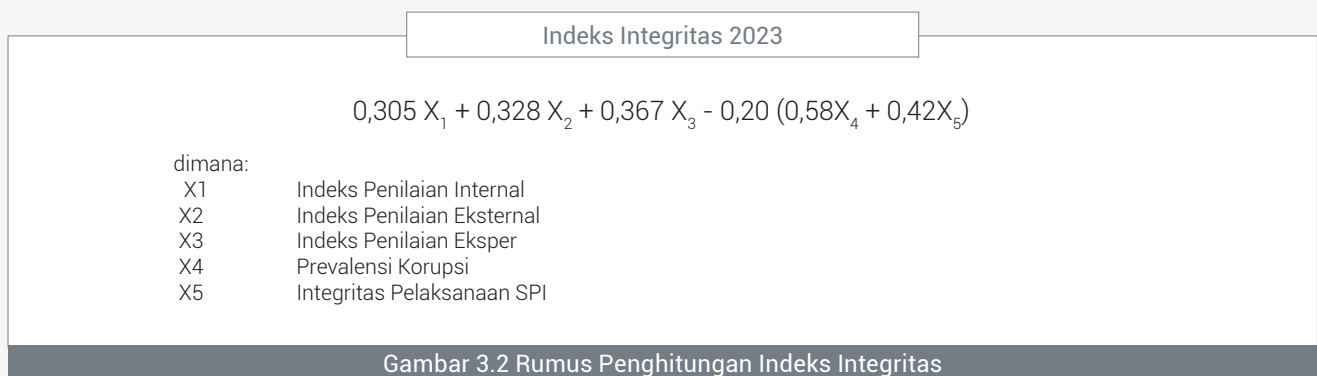 Indeks Integritas 2023
0,305 X₁ + 0,328 X₂ + 0,367 X₃ - 0,20 (0,58X₄ + 0,42X₅)
dimana:
X1 Indeks Penilaian Internal
X2 Indeks Penilaian Eksternal
X3 Indeks Penilaian Eksper
X4 Prevalensi Korupsi
X5 Integritas Pelaksanaan SPI
Gambar 3.2 Rumus Penghitungan Indeks Integritas